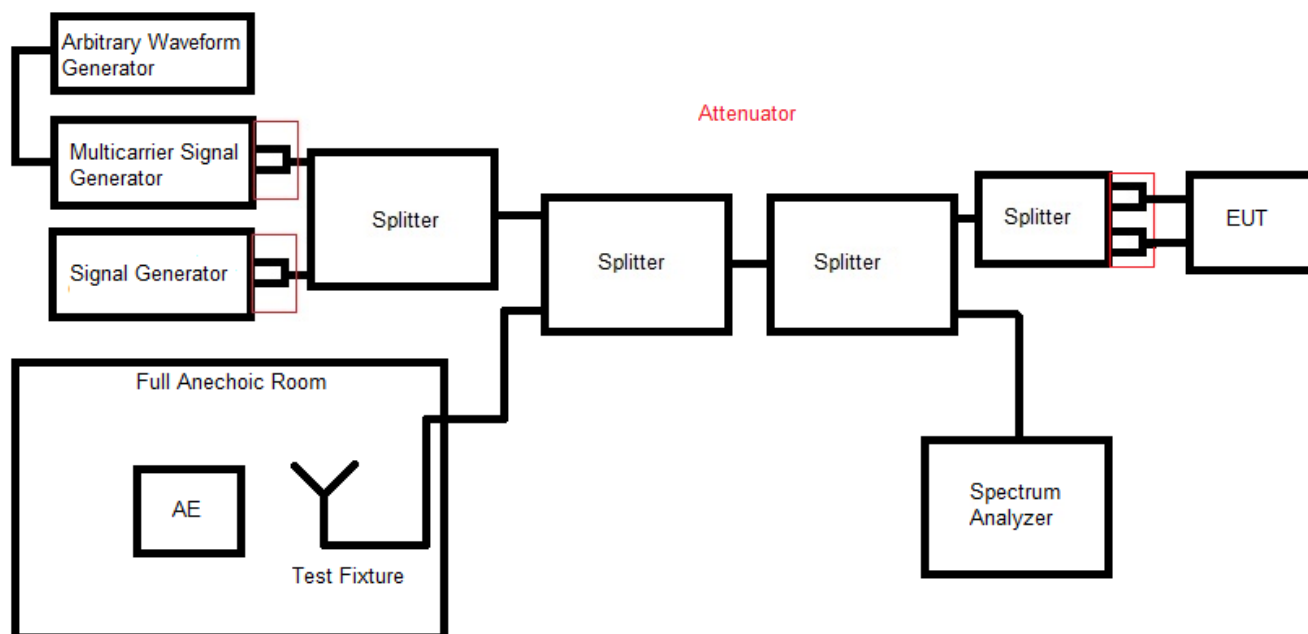 Arbitrary Waveform
Generator
Attenuator
Multicarrier Signal
Generator
Splitter
Splitter
Splitter
Splitter
EUT
Signal Generator
Full Anechoic Room
AE
Test Fixture
Spectrum
Analyzer